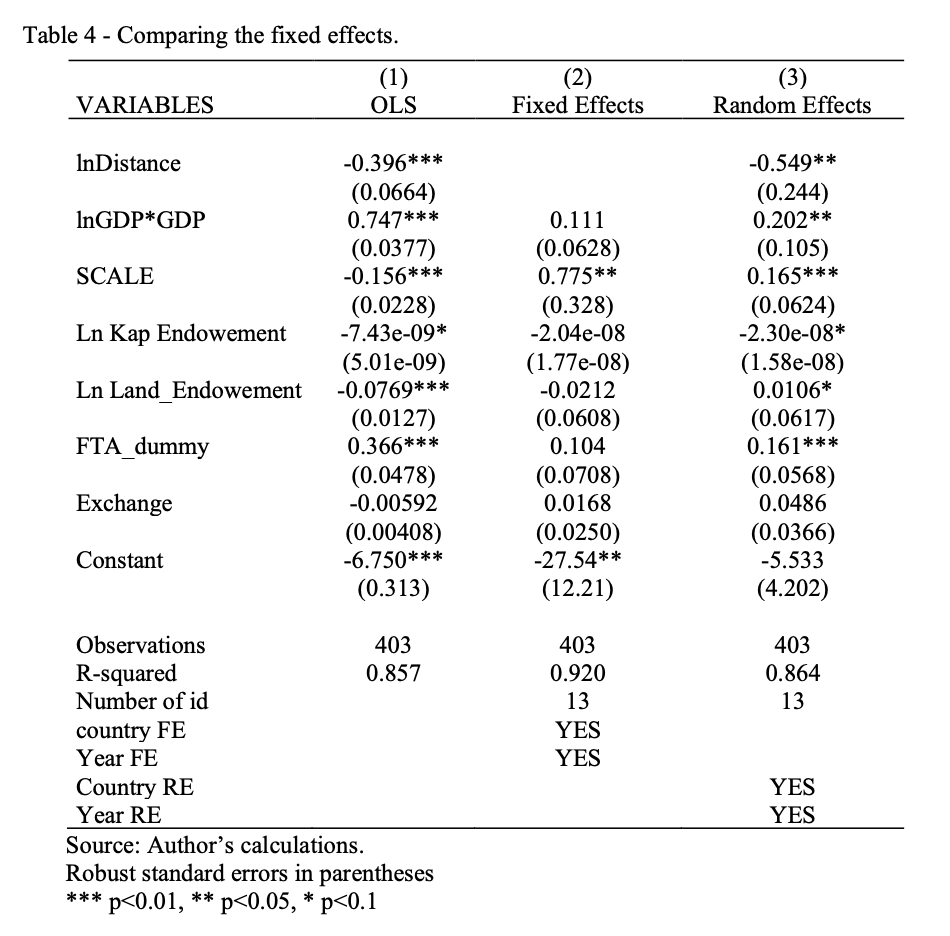 Table 4 - Comparing the fixed effects.
(1) (2) (3)
VARIABLES OLS Fixed Effects Random Effects
lnDistance -0.396*** -0.549**
(0.0664) (0.244)
lnGDP*GDP 0.747*** 0.111 0.202**
(0.0377) (0.0628) (0.105)
SCALE -0.156*** 0.775** 0.165***
(0.0228) (0.328) (0.0624)
Ln Kap Endowement -7.43e-09* -2.04e-08 -2.30e-08*
(5.01e-09) (1.77e-08) (1.58e-08)
Ln Land_Endowement -0.0769*** -0.0212 0.0106*
(0.0127) (0.0608) (0.0617)
FTA_dummy 0.366*** 0.104 0.161***
(0.0478) (0.0708) (0.0568)
Exchange -0.00592 0.0168 0.0486
(0.00408) (0.0250) (0.0366)
Constant -6.750*** -27.54** -5.533
(0.313) (12.21) (4.202)
Observations 403 403 403
R-squared 0.857 0.920 0.864
Number of id 13 13
country FE YES
Year FE YES
Country RE YES
Year RE YES
Source: Author’s calculations.
Robust standard errors in parentheses
*** p<0.01, ** p<0.05, * p<0.1